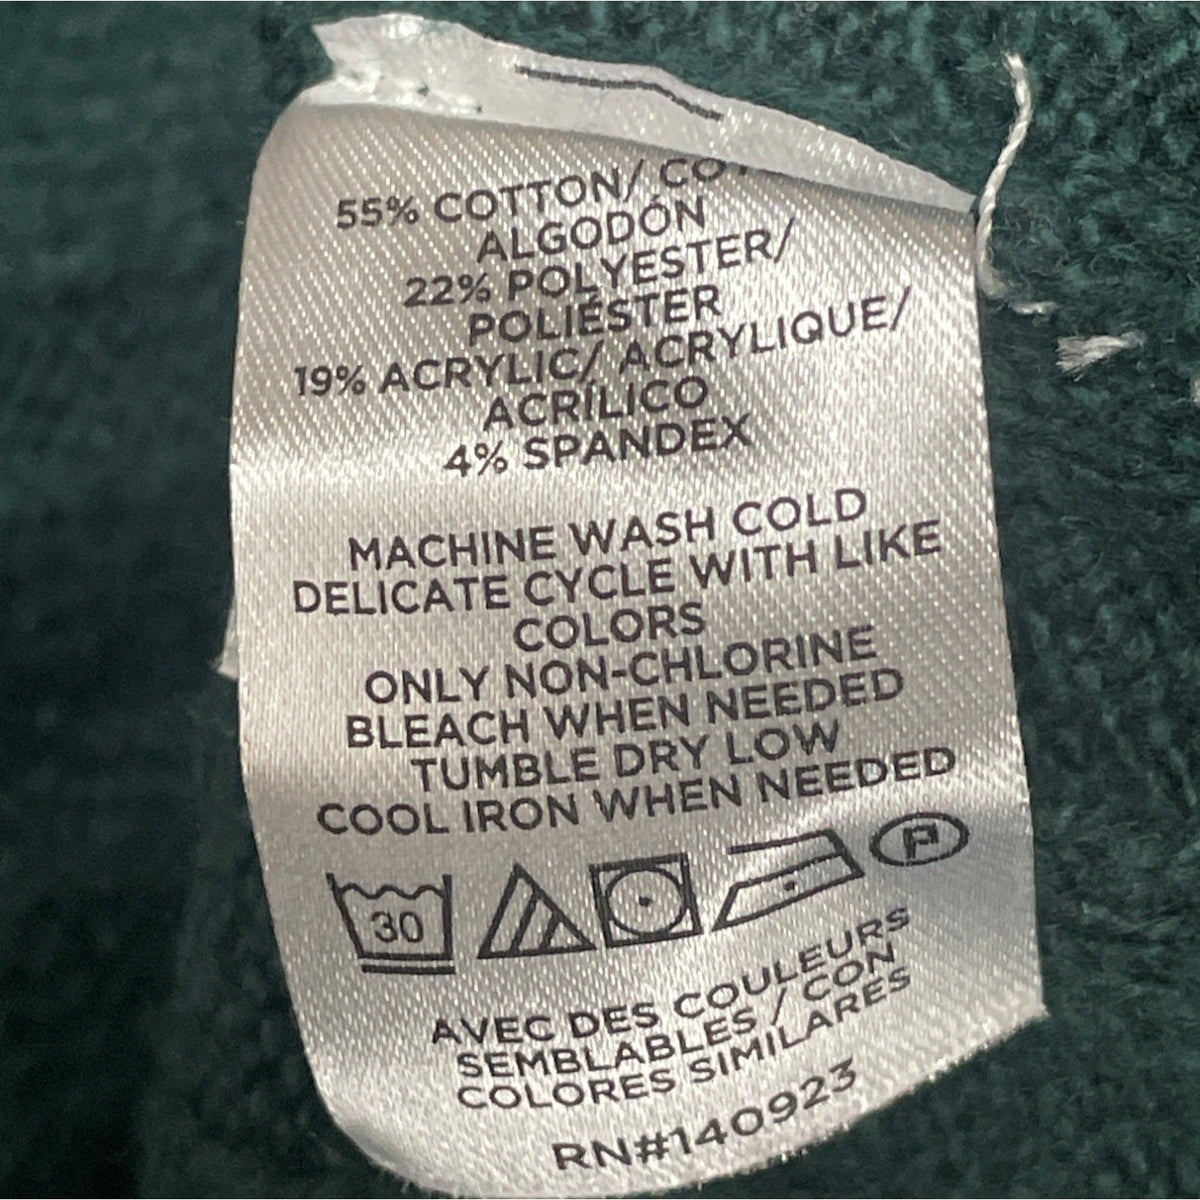 55% COTTON/
ALGODÓN
22% POLYESTER/
POLIÉSTER
19% ACRYLIC/ ACRYLIQUE/
ACRÍLICO
4% SPANDEX
MACHINE WASH COLD
DELICATE CYCLE WITH LIKE
COLORS
ONLY NON-CHLORINE
BLEACH WHEN NEEDED
TUMBLE DRY LOW
COOL IRON WHEN NEEDED
30 P
AVEC DES COULEURS
SEMBLABLES / CON
COLORES SIMILARES
RN#140923